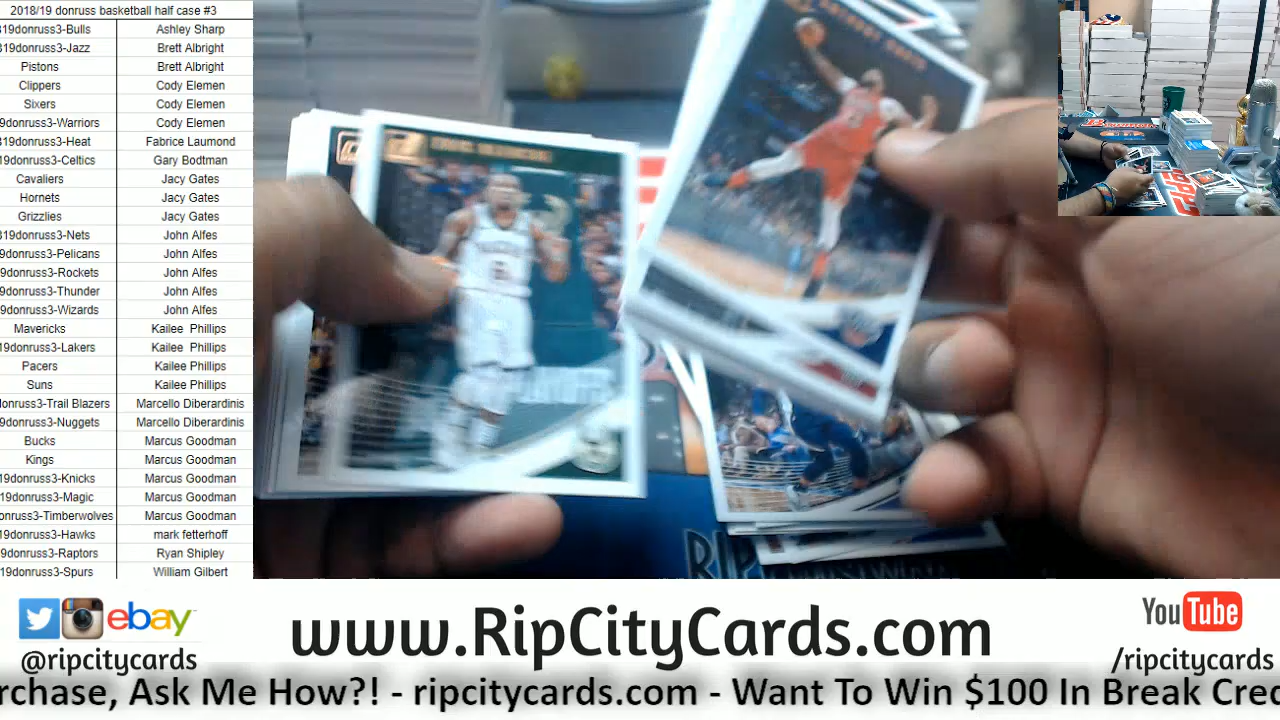 2018/19 donruss basketball half case #3
319donruss3-Bulls Ashley Sharp
319donruss3-Jazz Brett Albright
Pistons Brett Albright
Clippers Cody Elemen
Sixers Cody Elemen
9donruss3-Warriors Cody Elemen
319donruss3-Heat Fabrice Laumond
9donruss3-Celtics Gary Bodtman
Cavaliers Jacy Gates
Hornets Jacy Gates
Grizzlies Jacy Gates
319donruss3-Nets John Alfes
9donruss3-Pelicans John Alfes
9donruss3-Rockets John Alfes
9donruss3-Thunder John Alfes
9donruss3-Wizards John Alfes
Mavericks Kailee Phillips
19donruss3-Lakers Kailee Phillips
Pacers Kailee Phillips
Suns Kailee Phillips
onruss3-Trail Blazers Marcello Diberardinis
9donruss3-Nuggets Marcello Diberardinis
Bucks Marcus Goodman
Kings Marcus Goodman
19donruss3-Knicks Marcus Goodman
19donruss3-Magic Marcus Goodman
onruss3-Timberwolves Marcus Goodman
19donruss3-Hawks mark fetterhoff
9donruss3-Raptors Ryan Shipley
19donruss3-Spurs William Gilbert
RIP
ebay
@ripcitycards
www.RipCityCards.com
YouTube
/ripcitycards
rchase, Ask Me How?! - ripcitycards.com - Want To Win $100 In Break Cred